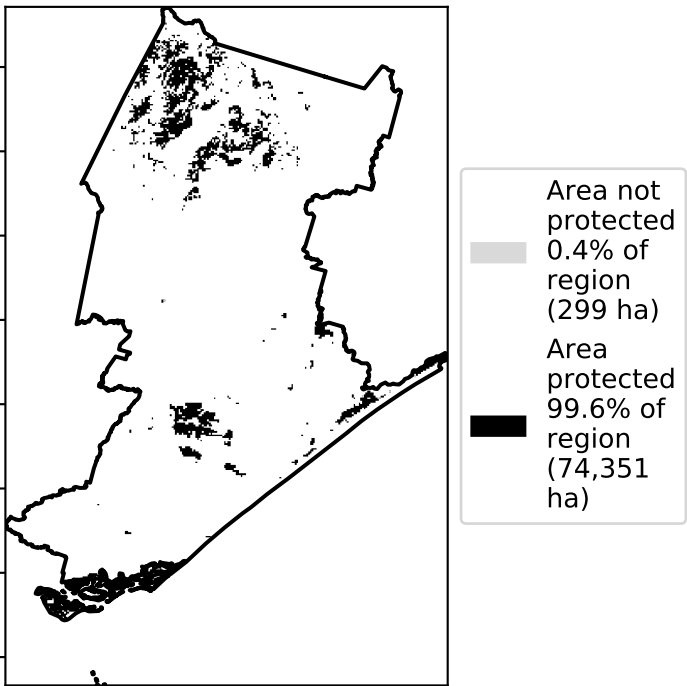 Area not
protected
0.4% of
region
(299 ha)
Area
protected
99.6% of
region
(74,351
ha)